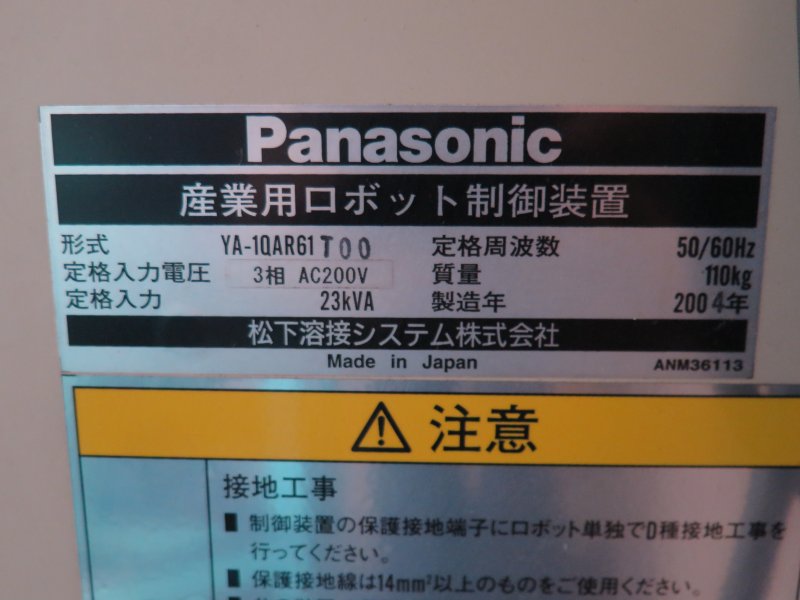 Panasonic
産業用ロボット制御装置
形式 YA-1QAR61T00 定格周波数 50/60Hz
定格入力電圧 3相 AC200V 質量 110kg
定格入力 23kVA 製造年 2004年
松下溶接システム株式会社
Made in Japan ANM36113
注意
接地工事
■ 制御装置の保護接地端子にロボット単独でD種接地工事を
行ってください。
■ 保護接地線は14mm²以上のものをご使用ください。